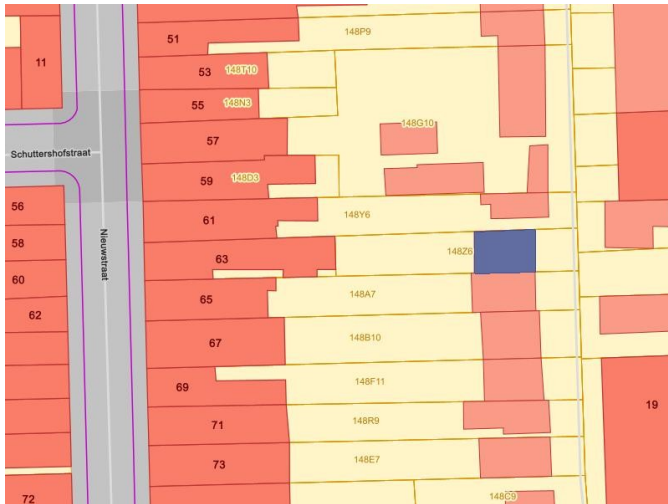 51
148P9
11
53
148T10
55
148N3
148G10
57
Schuttershofstraat
59
148D3
56
61
148Y6
58
Nieuwstraat
63
148Z6
60
65
148A7
62
67
148B10
69
148F11
19
71
148R9
73
148E7
72
148C9